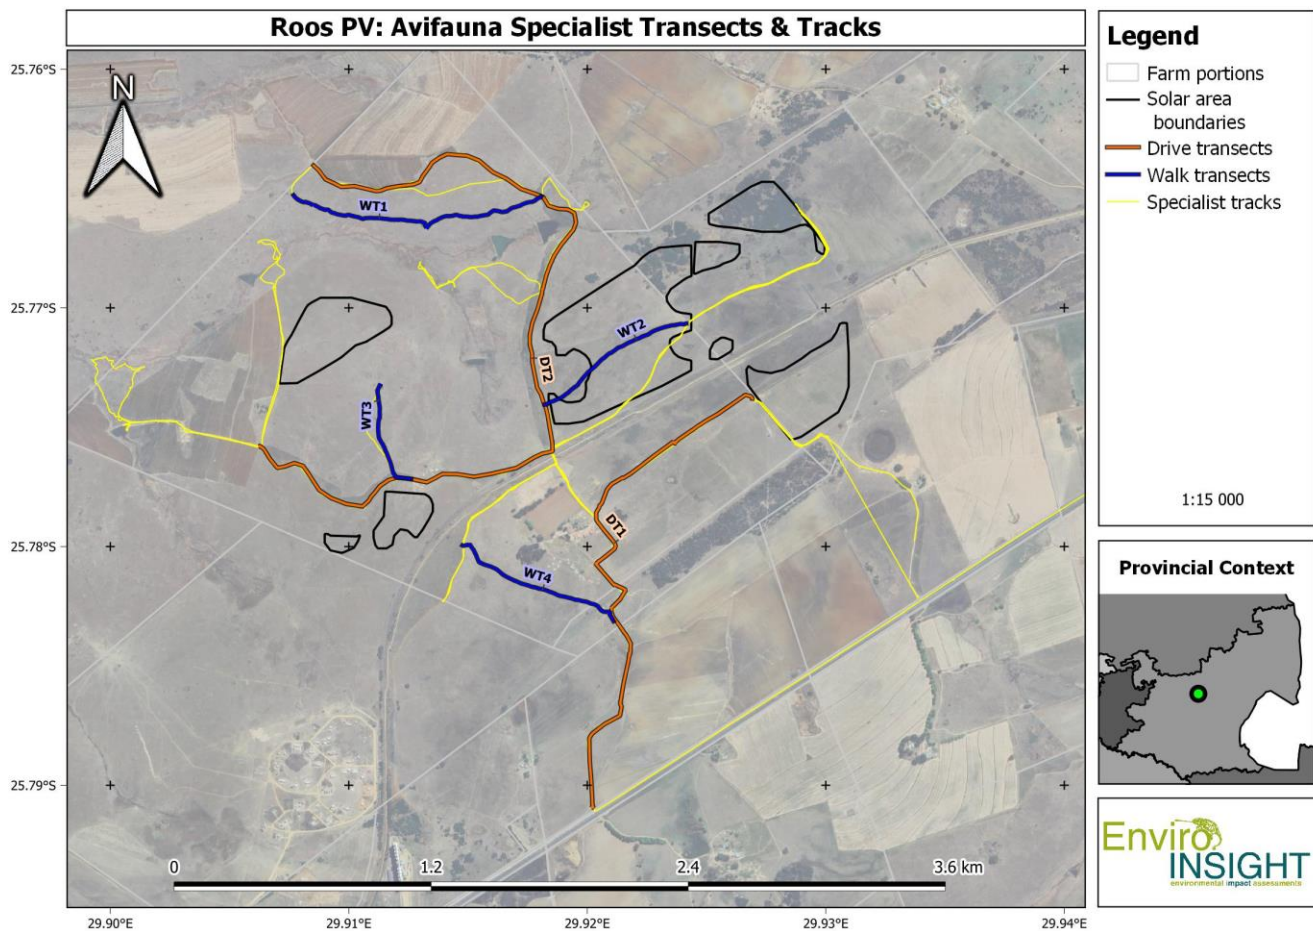 Roos PV: Avifauna Specialist Transects & Tracks
25.76°S
25.77°S
25.78°S
25.79°S
N
WT1
WT2
DT2
WT3
DT1
WT4
0
1.2
2.4
3.6 km
29.90°E
29.91°E
29.92°E
29.93°E
29.94°E
Legend
Farm portions
Solar area
boundaries
Drive transects
Walk transects
Specialist tracks
1:15 000
Provincial Context
Enviro
INSIGHT
environmental impact assessments